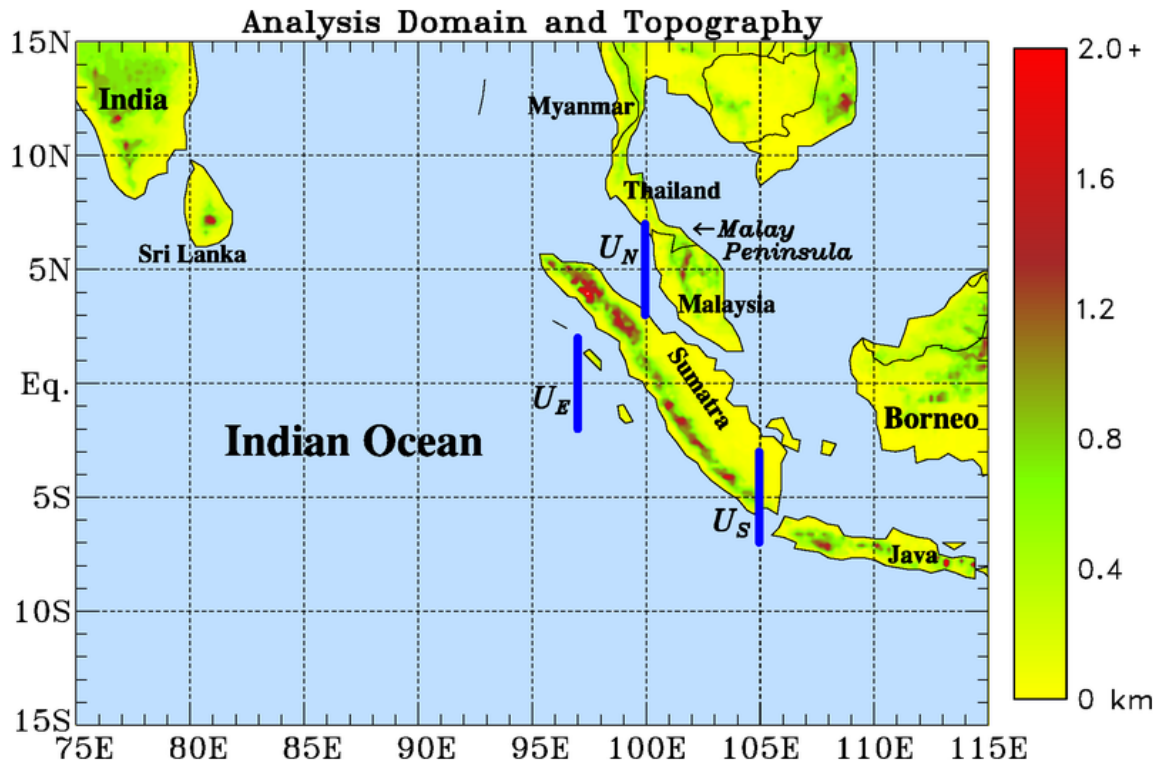 Analysis Domain and Topography
15N
10N
5N
Eq.
5S
10S
15S
75E 80E 85E 90E 95E 100E 105E 110E 115E
India
Sri Lanka
Myanmar
Thailand
←Malay
Peninsula
Malaysia
U_N
Sumatra
U_E
Indian Ocean
Borneo
U_S
Java
2.0+
1.6
1.2
0.8
0.4
0 km